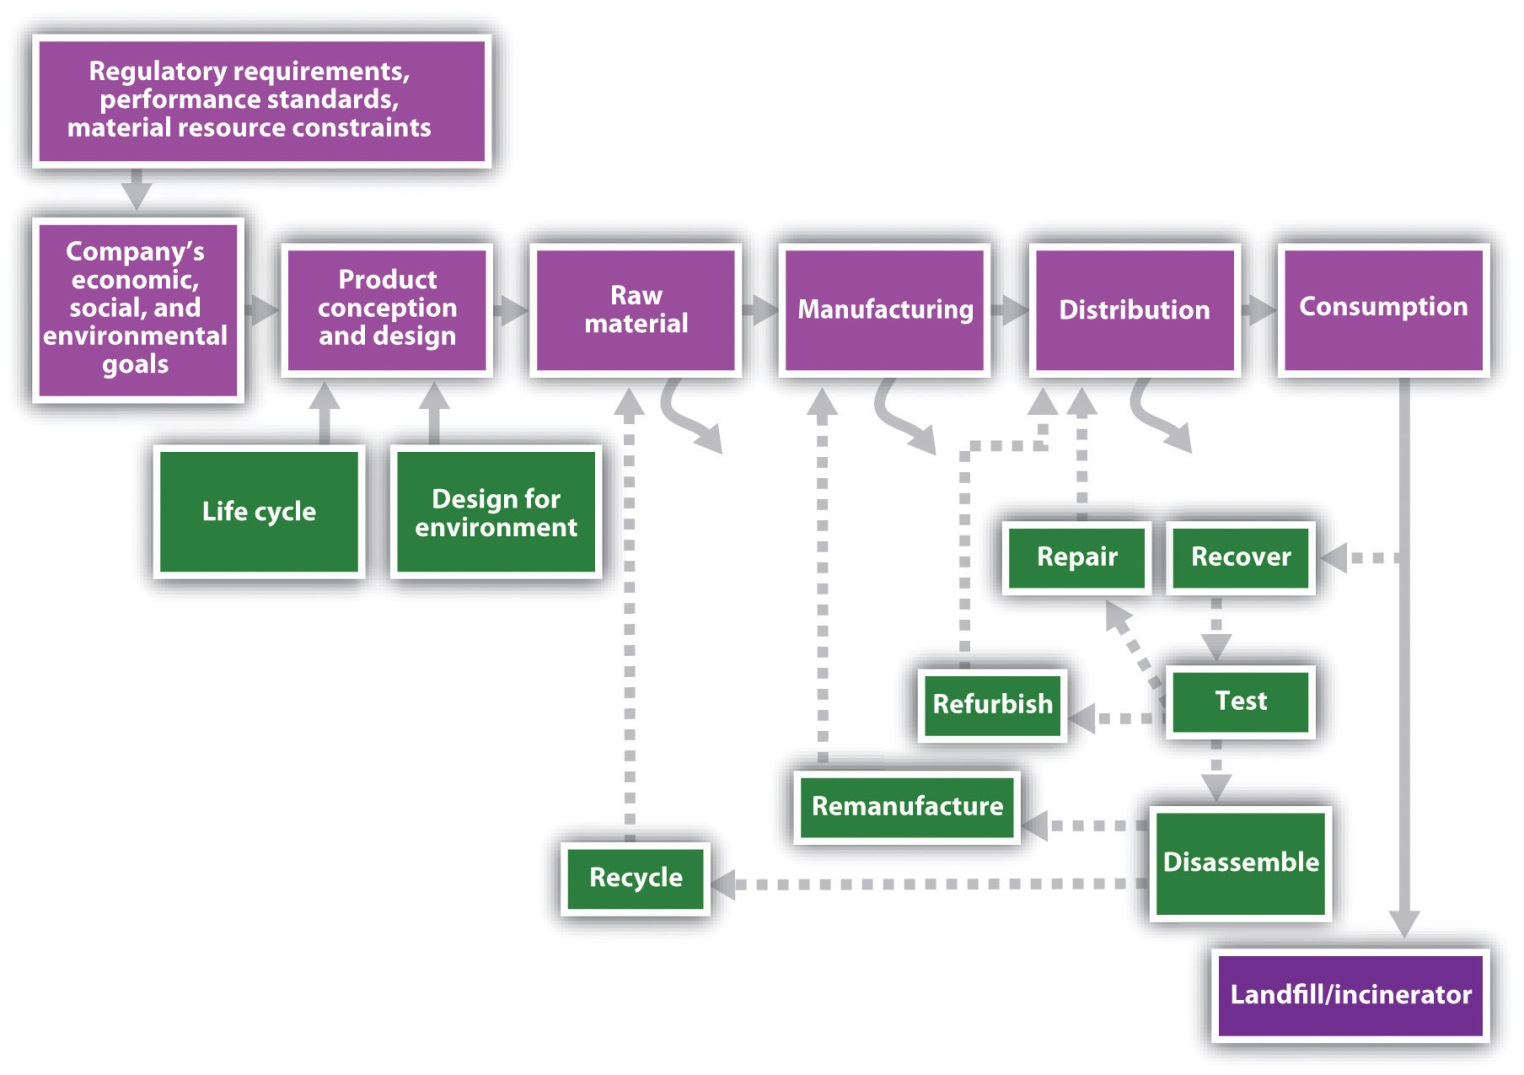 Regulatory requirements,
performance standards,
material resource constraints
Company’s
economic,
social, and
environmental
goals
Product
conception
and design
Raw
material
Manufacturing
Distribution
Consumption
Life cycle
Design for
environment
Repair
Recover
Refurbish
Test
Remanufacture
Disassemble
Recycle
Landfill/incinerator